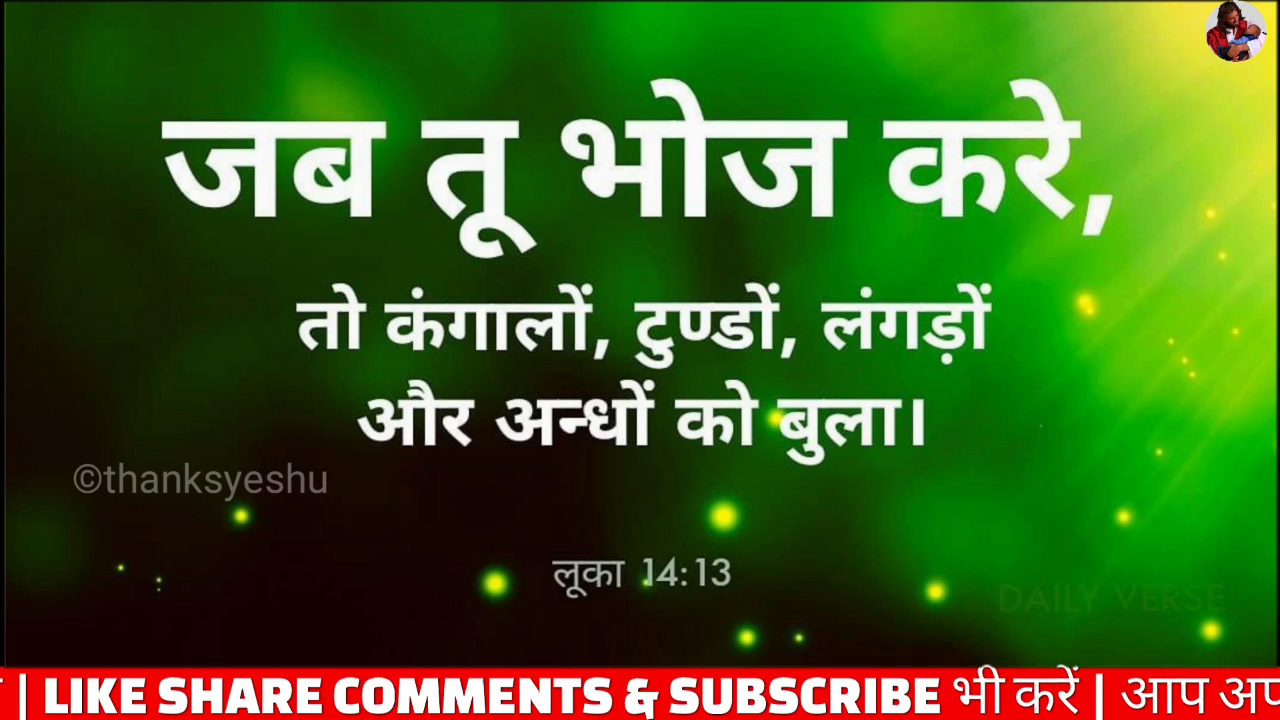 जब तू भोज करे,
तो कंगालों, टुण्डों, लंगड़ों
और अन्धों को बुला।
©thanksyeshu
लूका 14:13
DAILY VERSE
| LIKE SHARE COMMENTS & SUBSCRIBE भी करें | आप